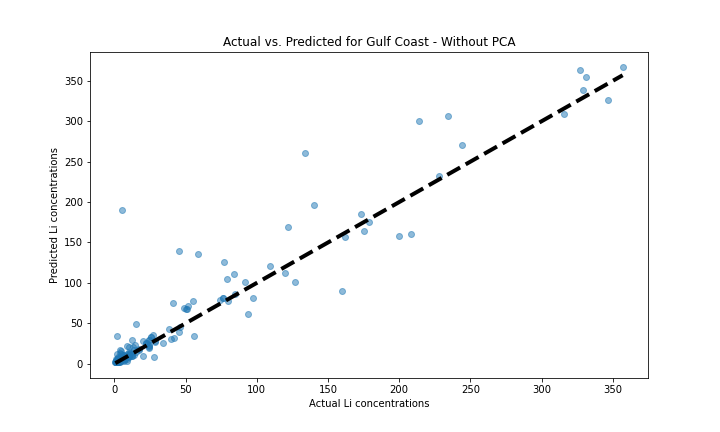 Actual vs. Predicted for Gulf Coast - Without PCA
Predicted Li concentrations
350
300
250
200
150
100
50
0
0 50 100 150 200 250 300 350
Actual Li concentrations